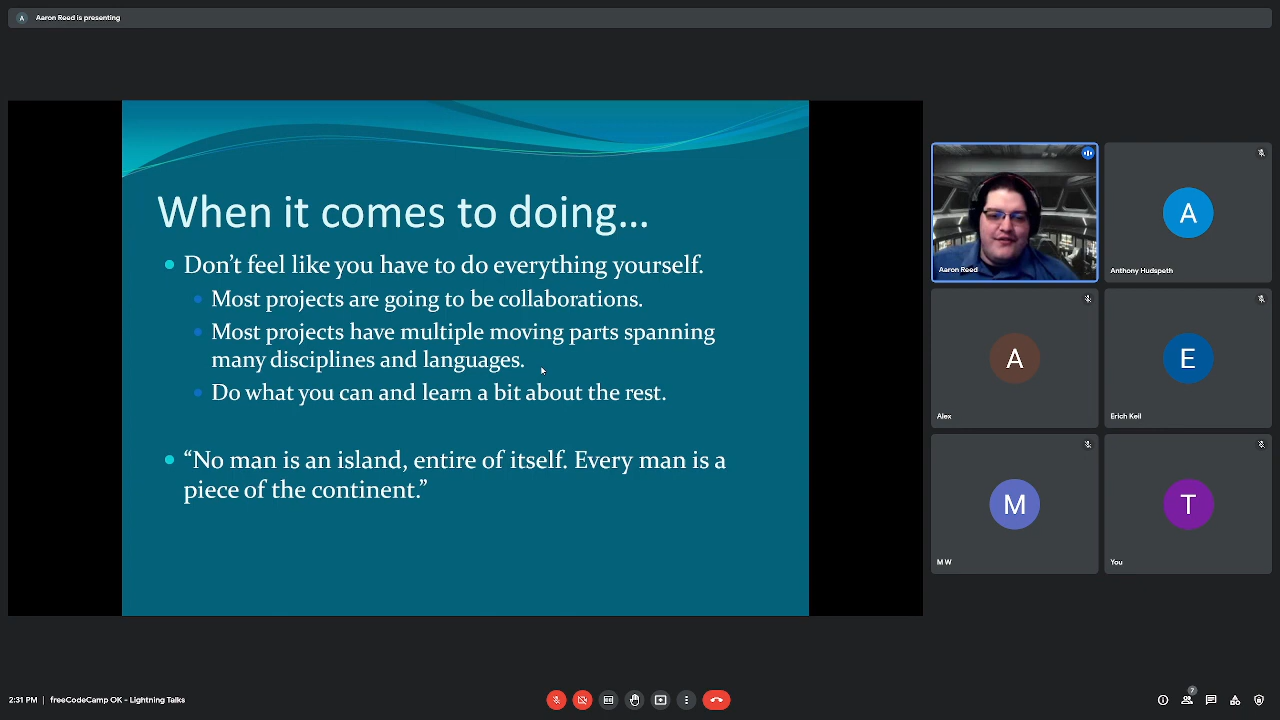 A Aaron Reed is presenting
When it comes to doing…
Don’t feel like you have to do everything yourself.
Most projects are going to be collaborations.
Most projects have multiple moving parts spanning
many disciplines and languages.
Do what you can and learn a bit about the rest.
“No man is an island, entire of itself. Every man is a
piece of the continent.”
Aaron Reed
A
Anthony Hudspeth
A
Alex
E
Erich Keil
M
M W
T
You
2:31 PM | freeCodeCamp OK - Lightning Talks
7